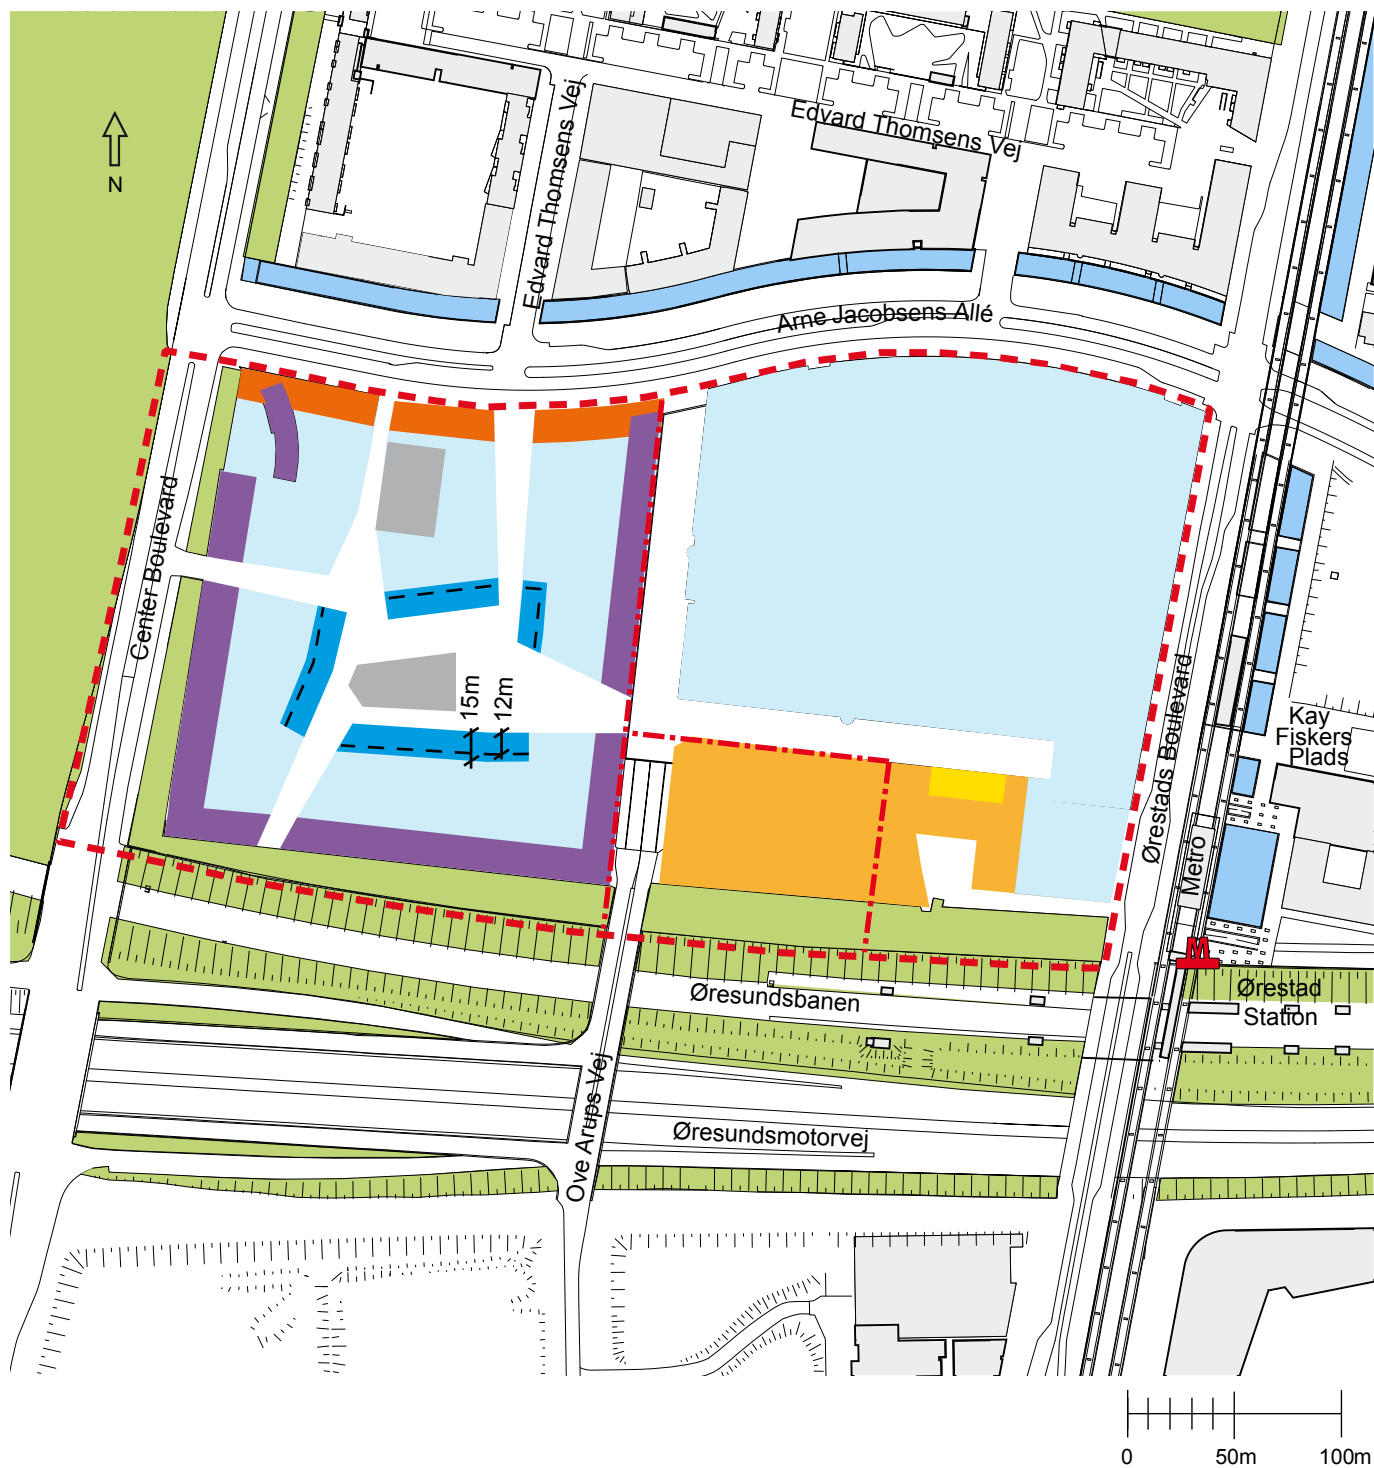 N
Edvard Thomsens Vej
Edvard Thomsens Vej
Arne Jacobsens Allé
Center Boulevard
15m
12m
Ørestads Boulevard
Kay
Fiskers
Plads
Metro
M
Øresundsbanen
Ørestad
Station
Ove Arups Vej
Øresundsmotorvej
0 50m 100m